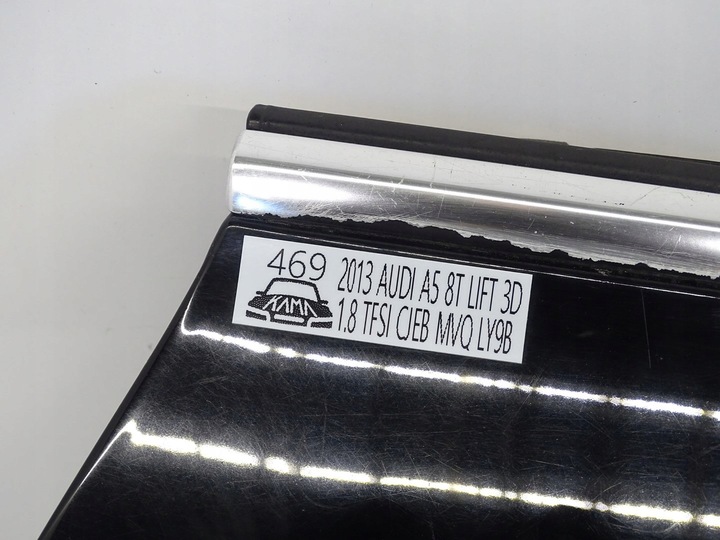 469
KAMA
2013 AUDI A5 8T LIFT 3D
1.8 TFSI CJEB MVQ LY9B